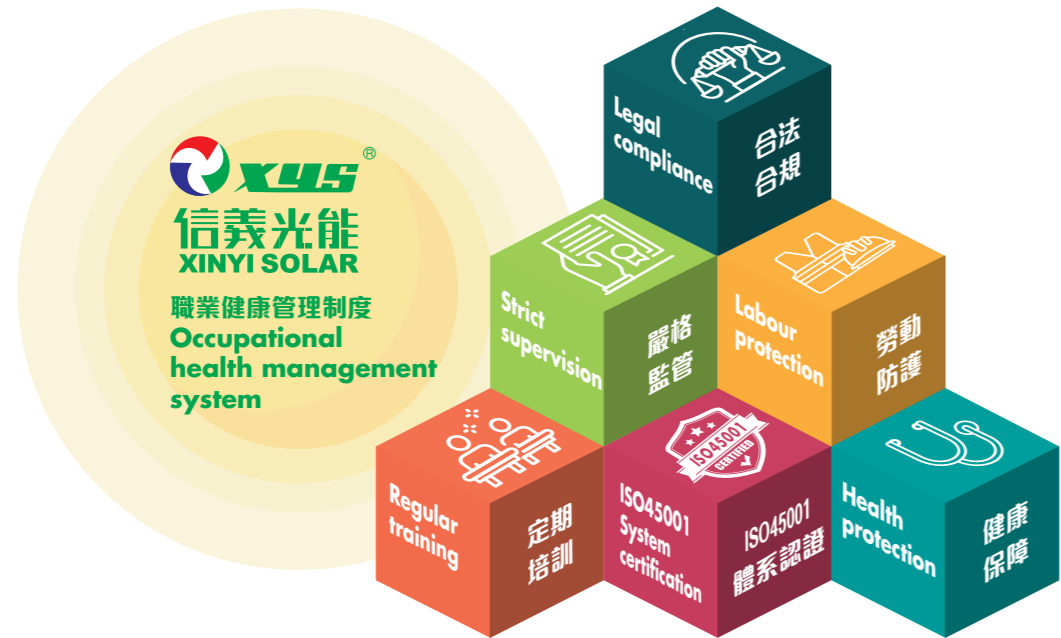 xys®
信義光能
XINYI SOLAR
職業健康管理制度
Occupational
health management
system
Legal
compliance
合法
合規
Strict
supervision
嚴格
監管
Labour
protection
勞動
防護
Regular
training
定期
培訓
ISO45001
CERTIFIED
ISO45001
System
certification
ISO45001
體系認證
Health
protection
健康
保障